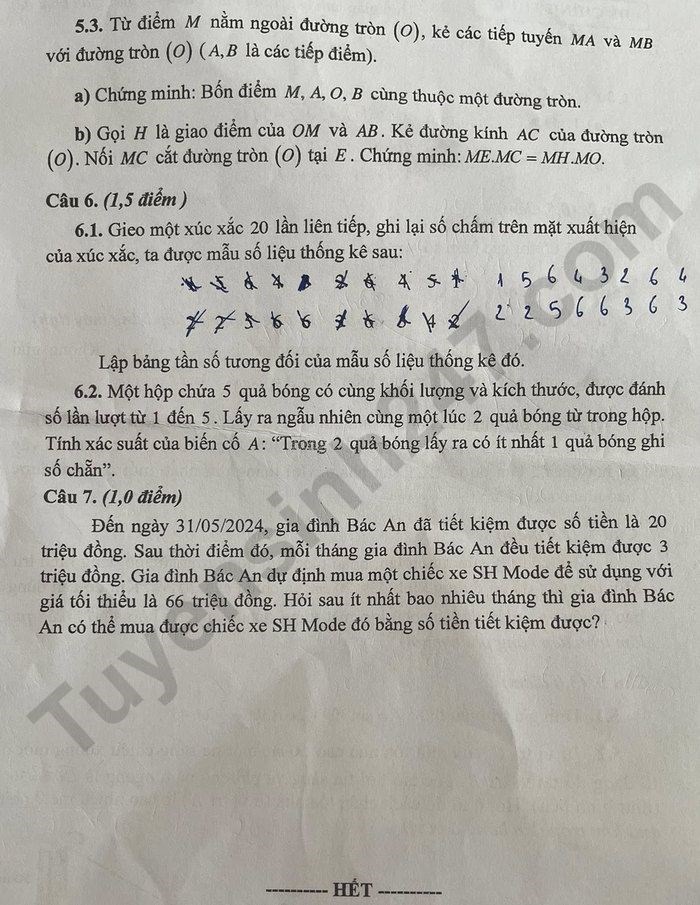 5.3. Từ điểm M nằm ngoài đường tròn (O), kẻ các tiếp tuyến MA và MB
với đường tròn (O) ( A,B là các tiếp điểm).
a) Chứng minh: Bốn điểm M, A, O, B cùng thuộc một đường tròn.
b) Gọi H là giao điểm của OM và AB. Kẻ đường kính AC của đường tròn
(O). Nối MC cắt đường tròn (O) tại E. Chứng minh: ME.MC = MH.MO.
Câu 6. (1,5 điểm )
6.1. Gieo một xúc xắc 20 lần liên tiếp, ghi lại số chấm trên mặt xuất hiện
của xúc xắc, ta được mẫu số liệu thống kê sau:
1 5 6 4 3 2 6 4
2 2 5 6 6 3 6 3
Lập bảng tần số tương đối của mẫu số liệu thống kê đó.
6.2. Một hộp chứa 5 quả bóng có cùng khối lượng và kích thước, được đánh
số lần lượt từ 1 đến 5. Lấy ra ngẫu nhiên cùng một lúc 2 quả bóng từ trong hộp.
Tính xác suất của biến cố A: “Trong 2 quả bóng lấy ra có ít nhất 1 quả bóng ghi
số chẵn”.
Câu 7. (1,0 điểm)
Đến ngày 31/05/2024, gia đình Bác An đã tiết kiệm được số tiền là 20
triệu đồng. Sau thời điểm đó, mỗi tháng gia đình Bác An đều tiết kiệm được 3
triệu đồng. Gia đình Bác An dự định mua một chiếc xe SH Mode để sử dụng với
giá tối thiểu là 66 triệu đồng. Hỏi sau ít nhất bao nhiêu tháng thì gia đình Bác
An có thể mua được chiếc xe SH Mode đó bằng số tiền tiết kiệm được?
---------- HẾT ----------
Tuyensinh247.com